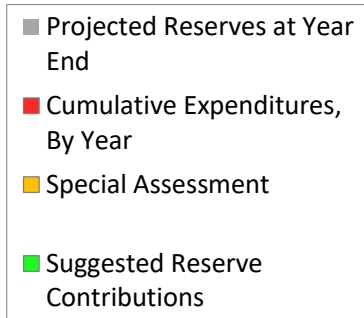 Projected Reserves at Year
End
Cumulative Expenditures,
By Year
Special Assessment
Suggested Reserve
Contributions